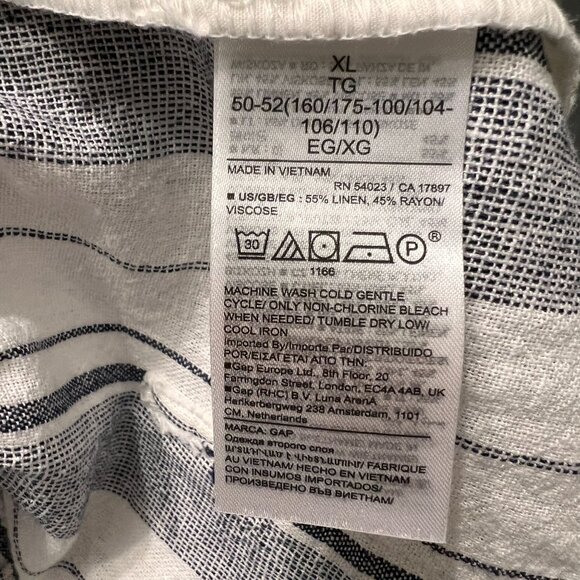 XL
TG
50-52(160/175-100/104-
106/110)
EG/XG
MADE IN VIETNAM
RN 54023 / CA 17897
■ US/GB/EG : 55% LINEN, 45% RAYON/
VISCOSE
30
P®
1166
MACHINE WASH COLD GENTLE
CYCLE/ ONLY NON-CHLORINE BLEACH
WHEN NEEDED/ TUMBLE DRY LOW/
COOL IRON
Imported By/Importe Par/DISTRIBUIDO
POR/ΕΙΣΑΓΕΤΑΙ ΑΠΟ ΤΗΝ:
■Gap Europe Ltd., 8th Floor, 20
Farringdon Street, London, EC4A 4AB, UK
■Gap (RHC) B.V. Luna ArenA
Herikerbergweg 238 Amsterdam, 1101
CM, Netherlands
MARCA: GAP
Одежда второго слоя
FABRIQUE
AU VIETNAM/ HECHO EN VIETNAM
CON INSUMOS IMPORTADOS/
ПРОИЗВЕДЕНО ВЪВ ВИЕТНАМ/